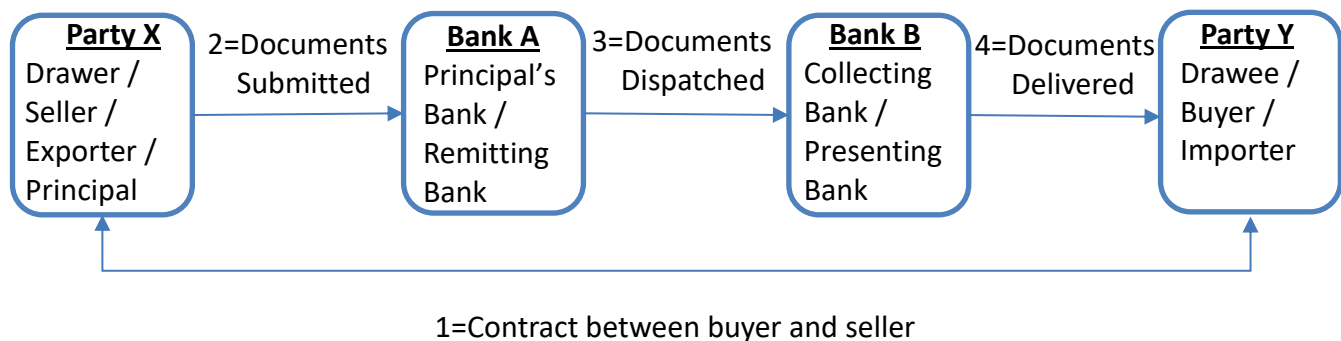 Party X
Drawer /
Seller /
Exporter /
Principal
2=Documents
Submitted
Bank A
Principal’s
Bank /
Remitting
Bank
3=Documents
Dispatched
Bank B
Collecting
Bank /
Presenting
Bank
4=Documents
Delivered
Party Y
Drawee /
Buyer /
Importer
1=Contract between buyer and seller